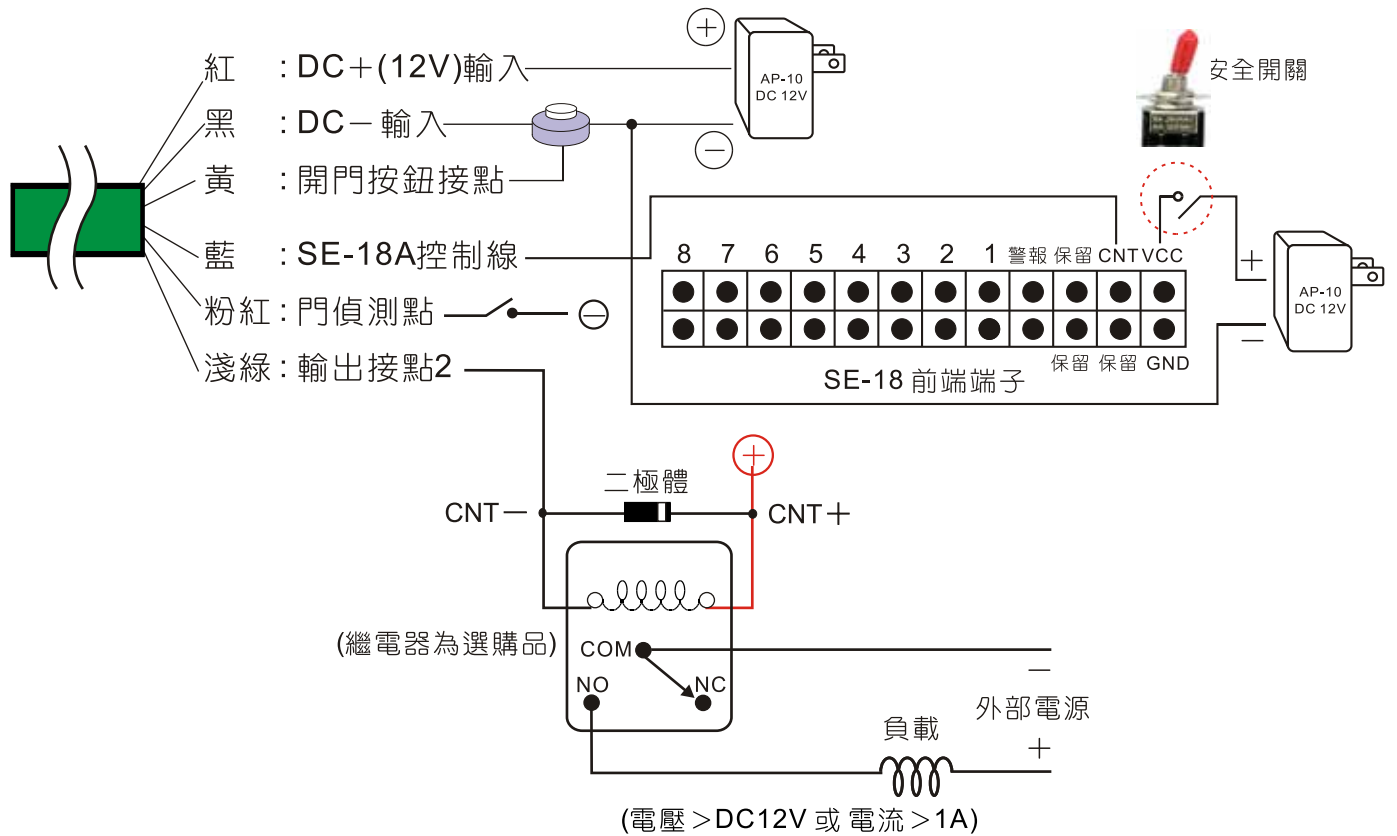 紅 : DC＋(12V)輸入
黑 : DC－輸入
黃 : 開門按鈕接點
藍 : SE-18A控制線
粉紅 : 門偵測點
淺綠 : 輸出接點2
＋
－
AP-10
DC 12V
安全開關
8 7 6 5 4 3 2 1 警報 保留 CNT VCC
保留 保留 GND
SE-18 前端端子
＋
－
AP-10
DC 12V
－
＋
二極體
CNT－
CNT＋
(繼電器為選購品)
COM
NO
NC
－
外部電源
＋
負載
(電壓＞DC12V 或 電流＞1A)